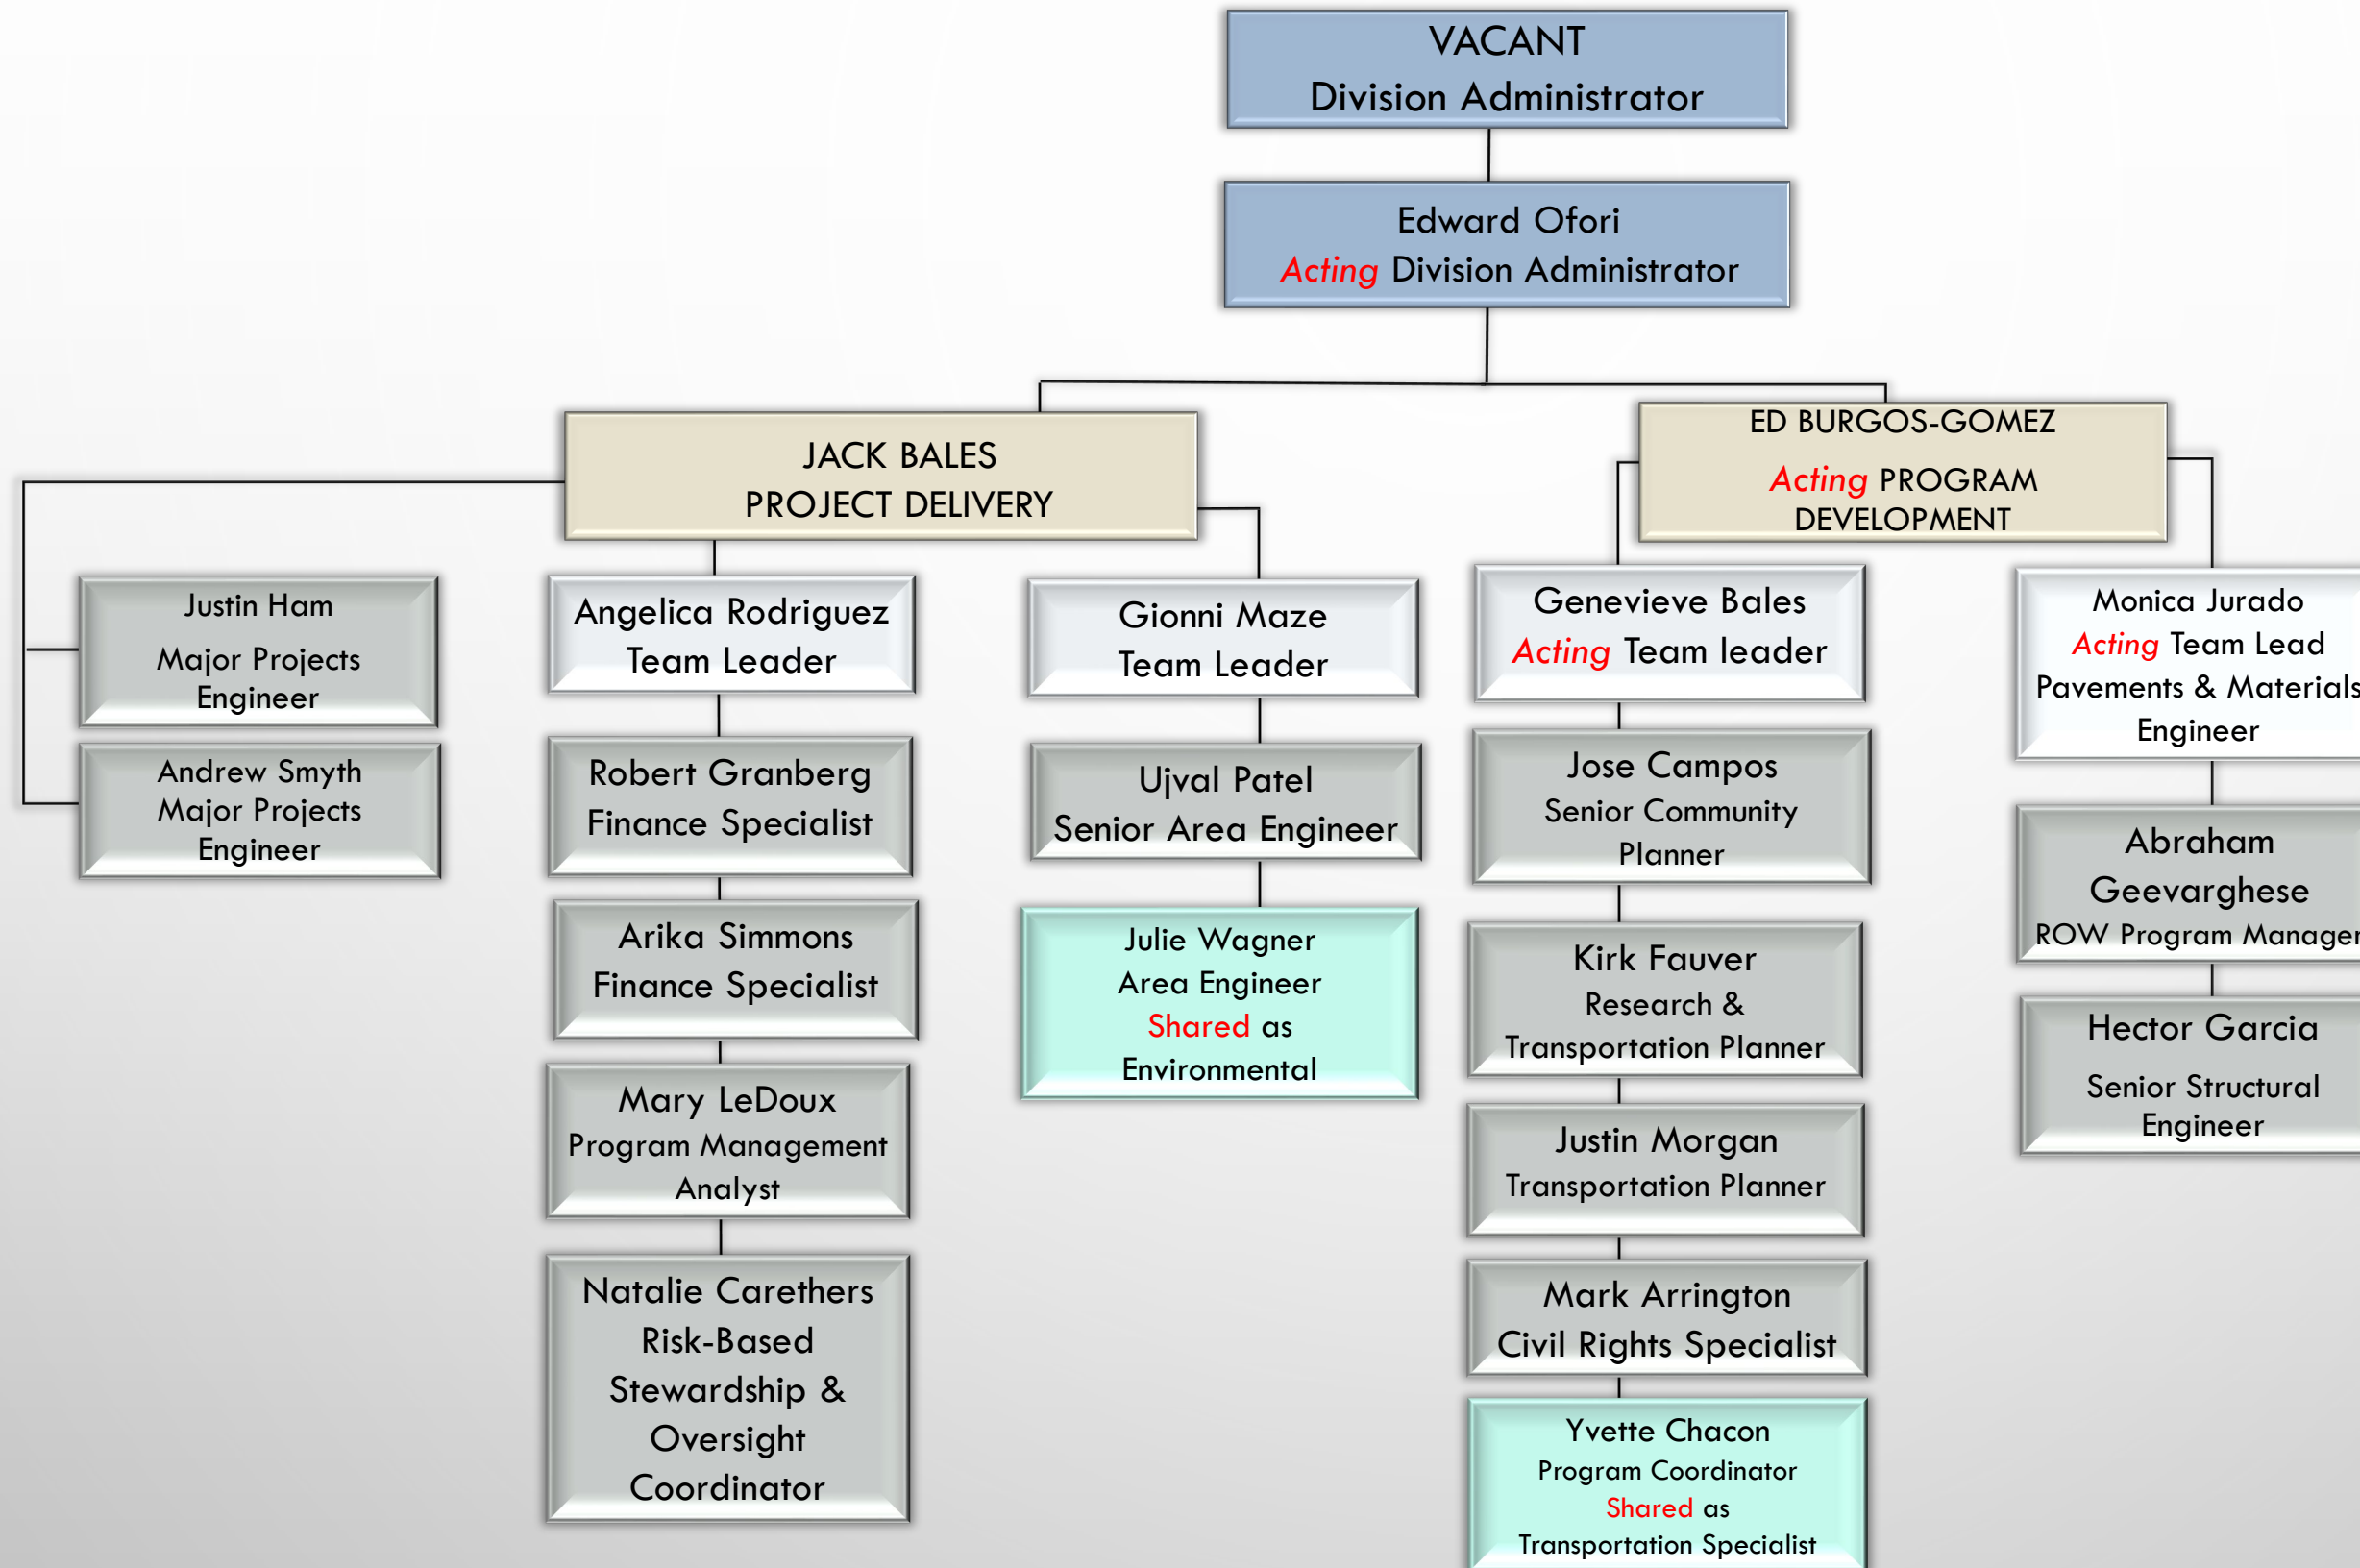 VACANT
Division Administrator
Edward Ofori
Acting Division Administrator
JACK BALES
PROJECT DELIVERY
ED BURGOS-GOMEZ
Acting PROGRAM
DEVELOPMENT
Justin Ham
Major Projects
Engineer
Andrew Smyth
Major Projects
Engineer
Angelica Rodriguez
Team Leader
Robert Granberg
Finance Specialist
Arika Simmons
Finance Specialist
Mary LeDoux
Program Management
Analyst
Natalie Carethers
Risk-Based
Stewardship &
Oversight
Coordinator
Gionni Maze
Team Leader
Ujval Patel
Senior Area Engineer
Julie Wagner
Area Engineer
Shared as
Environmental
Genevieve Bales
Acting Team leader
Jose Campos
Senior Community
Planner
Kirk Fauver
Research &
Transportation Planner
Justin Morgan
Transportation Planner
Mark Arrington
Civil Rights Specialist
Yvette Chacon
Program Coordinator
Shared as
Transportation Specialist
Monica Jurado
Acting Team Lead
Pavements & Materials
Engineer
Abraham
Geevarghese
ROW Program Manager
Hector Garcia
Senior Structural
Engineer